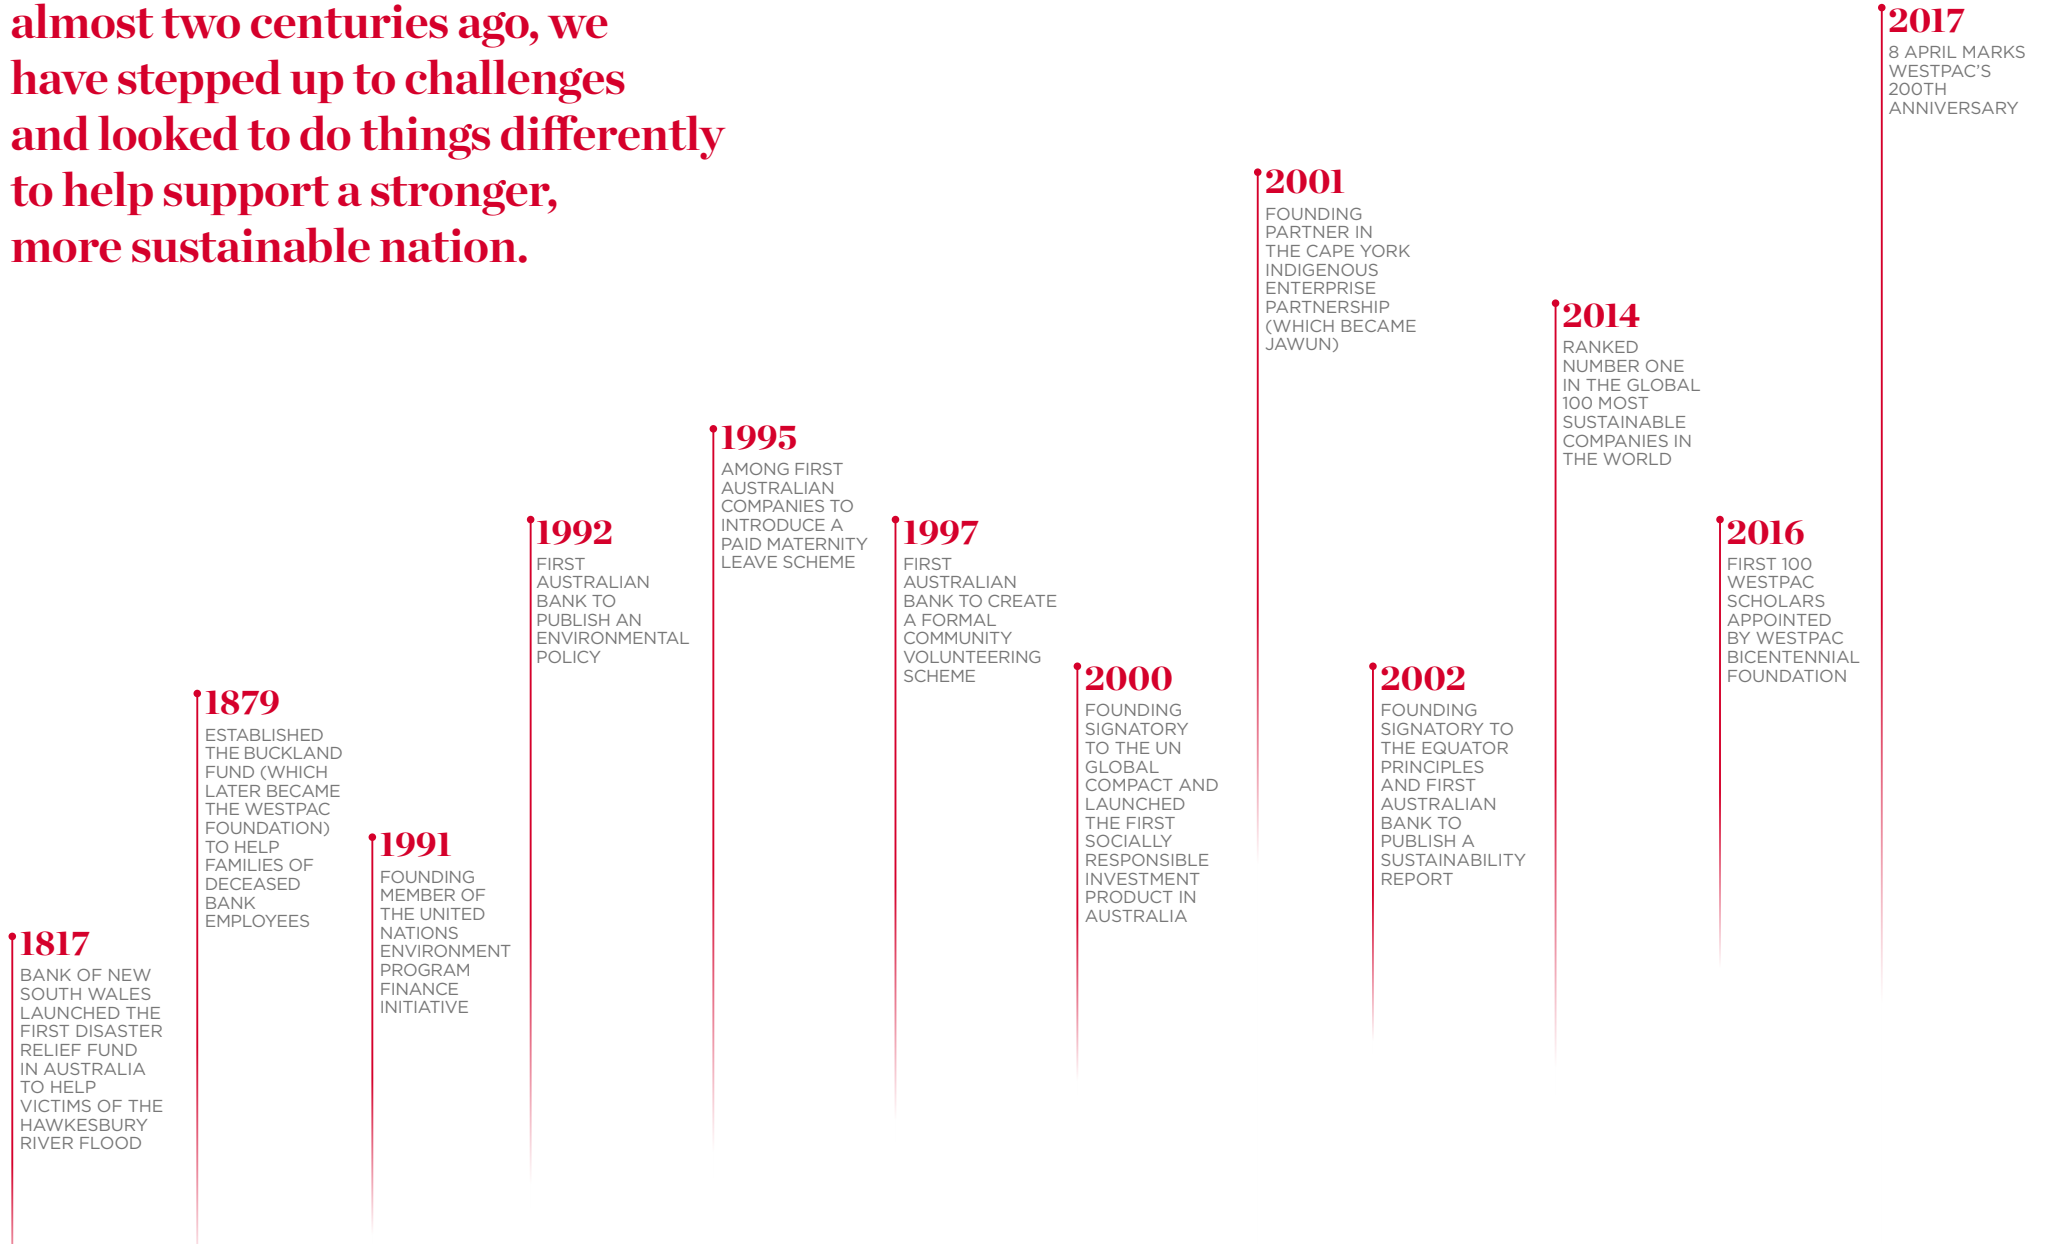 almost two centuries ago, we
have stepped up to challenges
and looked to do things differently
to help support a stronger,
more sustainable nation.
1817
BANK OF NEW
SOUTH WALES
LAUNCHED THE
FIRST DISASTER
RELIEF FUND
IN AUSTRALIA
TO HELP
VICTIMS OF THE
HAWKESBURY
RIVER FLOOD
1879
ESTABLISHED
THE BUCKLAND
FUND (WHICH
LATER BECAME
THE WESTPAC
FOUNDATION)
TO HELP
FAMILIES OF
DECEASED
BANK
EMPLOYEES
1991
FOUNDING
MEMBER OF
THE UNITED
NATIONS
ENVIRONMENT
PROGRAM
FINANCE
INITIATIVE
1992
FIRST
AUSTRALIAN
BANK TO
PUBLISH AN
ENVIRONMENTAL
POLICY
1995
AMONG FIRST
AUSTRALIAN
COMPANIES TO
INTRODUCE A
PAID MATERNITY
LEAVE SCHEME
1997
FIRST
AUSTRALIAN
BANK TO CREATE
A FORMAL
COMMUNITY
VOLUNTEERING
SCHEME
2000
FOUNDING
SIGNATORY
TO THE UN
GLOBAL
COMPACT AND
LAUNCHED
THE FIRST
SOCIALLY
RESPONSIBLE
INVESTMENT
PRODUCT IN
AUSTRALIA
2001
FOUNDING
PARTNER IN
THE CAPE YORK
INDIGENOUS
ENTERPRISE
PARTNERSHIP
(WHICH BECAME
JAWUN)
2002
FOUNDING
SIGNATORY TO
THE EQUATOR
PRINCIPLES
AND FIRST
AUSTRALIAN
BANK TO
PUBLISH A
SUSTAINABILITY
REPORT
2014
RANKED
NUMBER ONE
IN THE GLOBAL
100 MOST
SUSTAINABLE
COMPANIES IN
THE WORLD
2016
FIRST 100
WESTPAC
SCHOLARS
APPOINTED
BY WESTPAC
BICENTENNIAL
FOUNDATION
2017
8 APRIL MARKS
WESTPAC'S
200TH
ANNIVERSARY